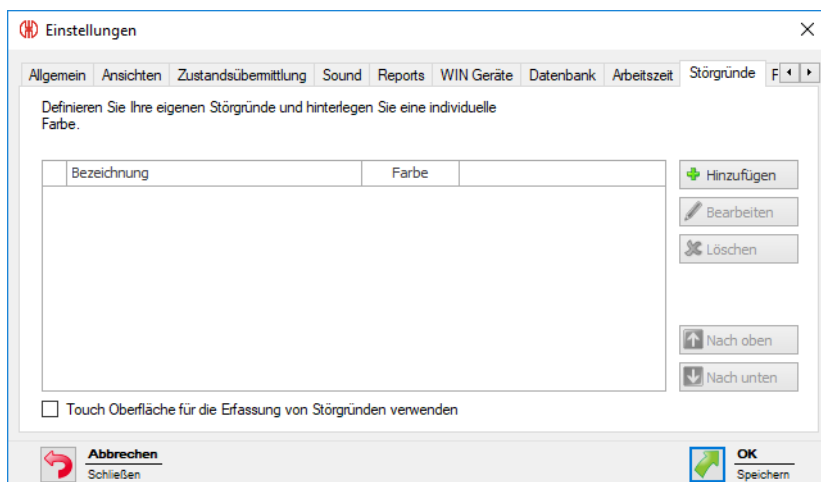 Einstellungen
Allgemein Ansichten Zustandsübermittlung Sound Reports WIN Geräte Datenbank Arbeitszeit Störgründe F
Definieren Sie Ihre eigenen Störgründe und hinterlegen Sie eine individuelle
Farbe.
Bezeichnung Farbe
Hinzufügen
Bearbeiten
Löschen
Nach oben
Nach unten
Touch Oberfläche für die Erfassung von Störgründen verwenden
Abbrechen
Schließen
OK
Speichern